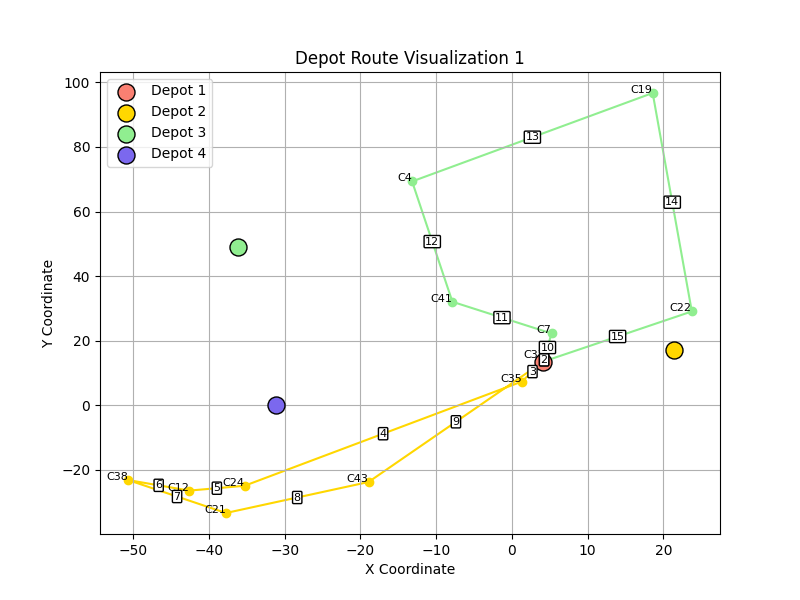 Depot Route Visualization 1
Depot 1
Depot 2
Depot 3
Depot 4
Y Coordinate
100
80
60
40
20
0
−20
C19
13
C4
14
12
C41
11
C7
C22
15
10
C3
2
3
C35
9
4
C38
6
C12
5
C24
C43
7
8
C21
−50
−40
−30
−20
−10
0
10
20
X Coordinate